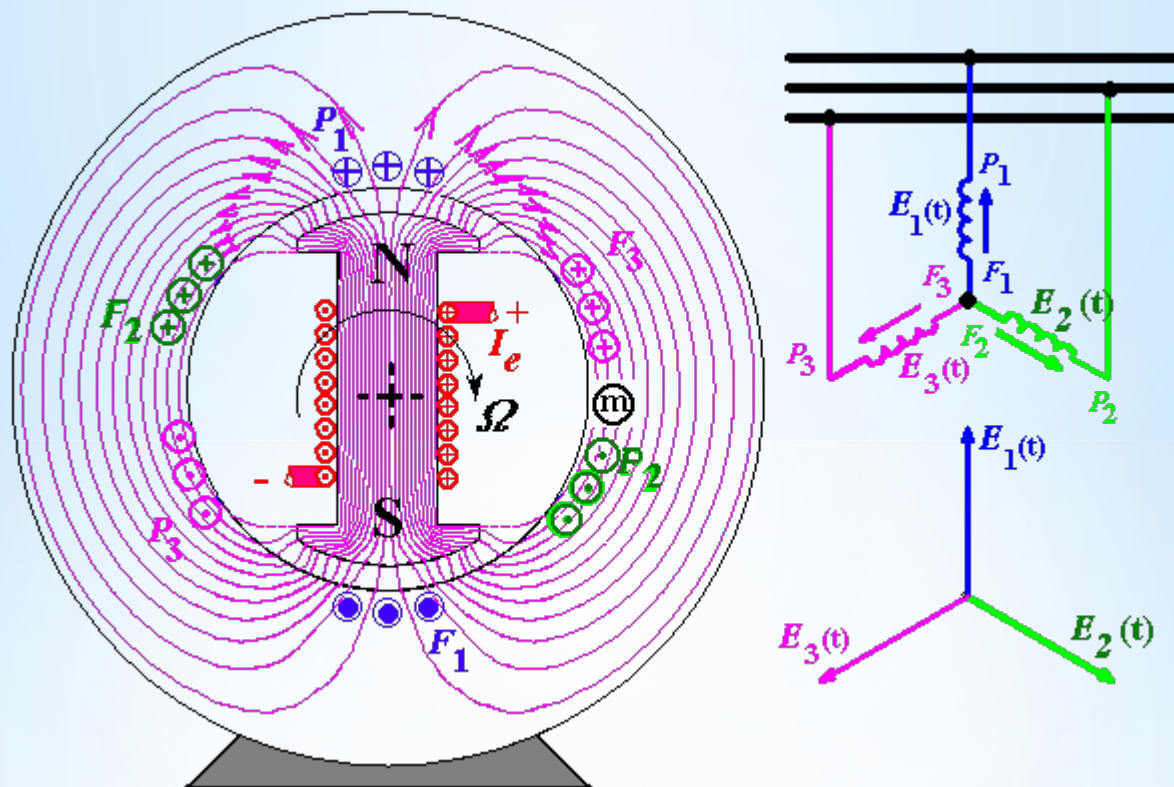 P1
F2
F3
N
+
Ie
Ω
m
-
S
P2
P3
F1
P1
E1(t)
F3 F1
E2(t)
F2
P3
E3(t)
P2
E1(t)
E3(t)
E2(t)